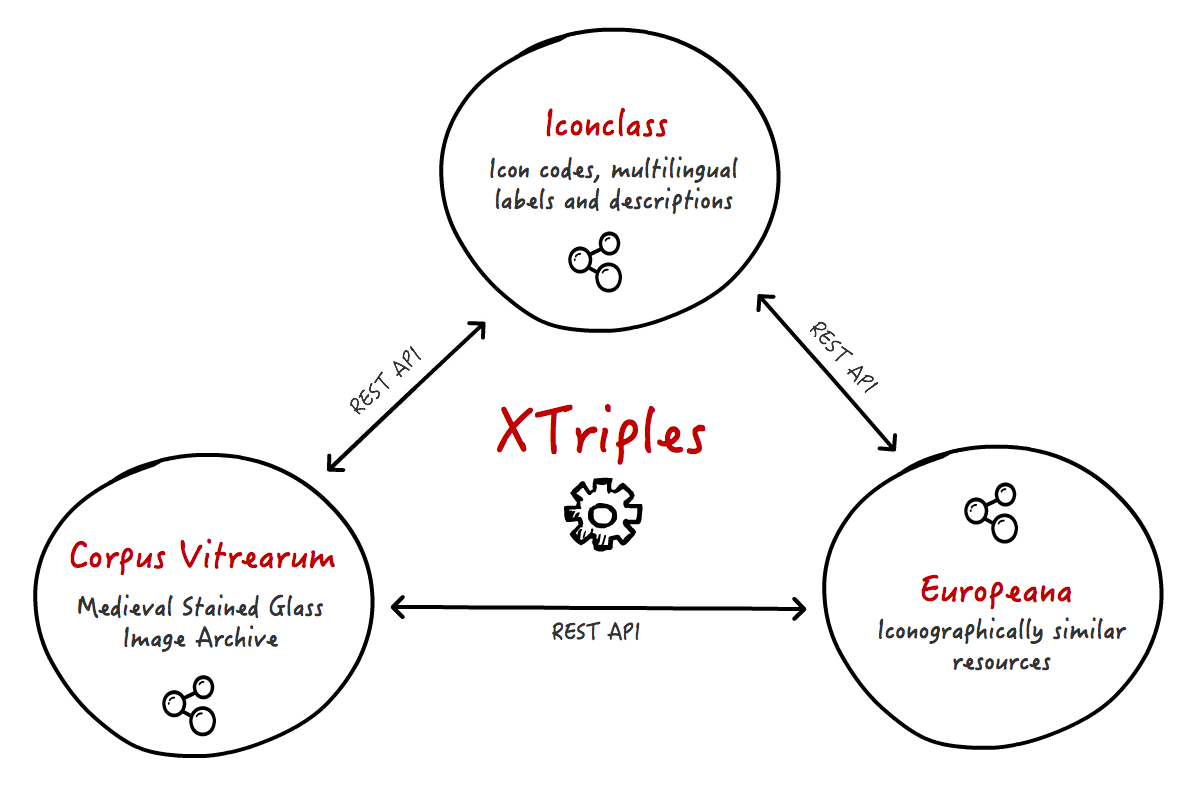 Iconclass
Icon codes, multilingual
labels and descriptions
REST API
REST API
XTriples
Corpus Vitrearum
Medieval Stained Glass
Image Archive
REST API
Europeana
Iconographically similar
resources